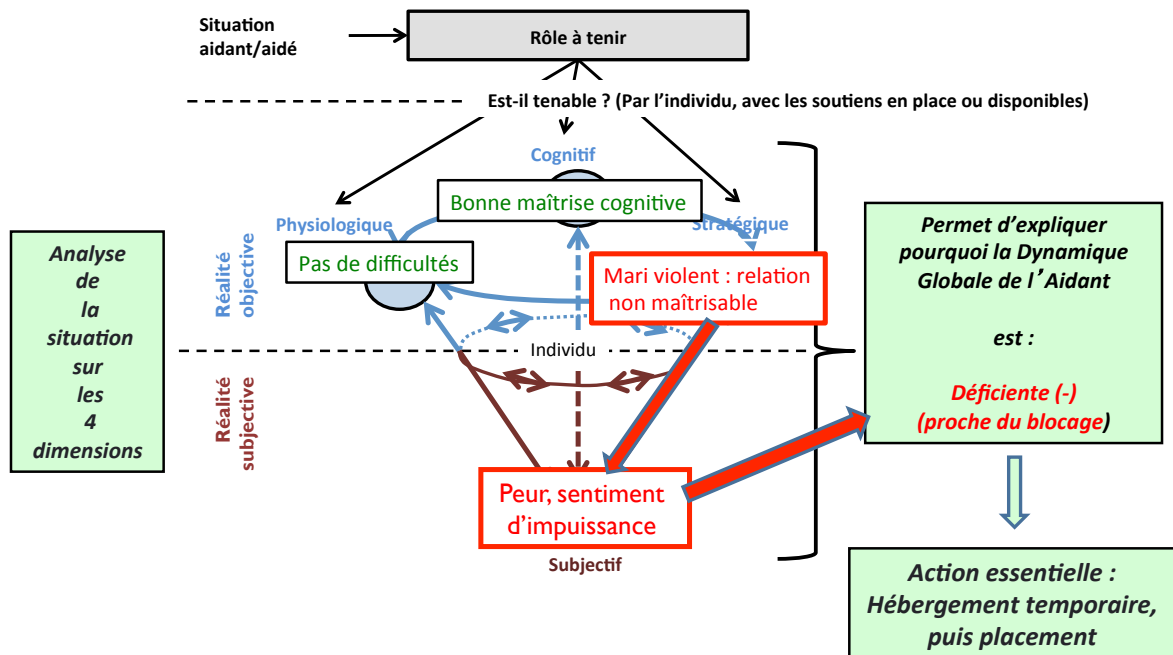 Situation
aidant/aidé
Rôle à tenir
Est-il tenable ? (Par l'individu, avec les soutiens en place ou disponibles)
Cognitif
Bonne maîtrise cognitive
Physiologique
Stratégique
Pas de difficultés
Mari violent : relation
non maîtrisable
Réalité
objective
Individu
Réalité
subjective
Peur, sentiment
d'impuissance
Subjectif
Analyse
de
la
situation
sur
les
4
dimensions
Permet d'expliquer
pourquoi la Dynamique
Globale de l'Aidant
est :
Déficiente (-)
(proche du blocage)
Action essentielle :
Hébergement temporaire,
puis placement